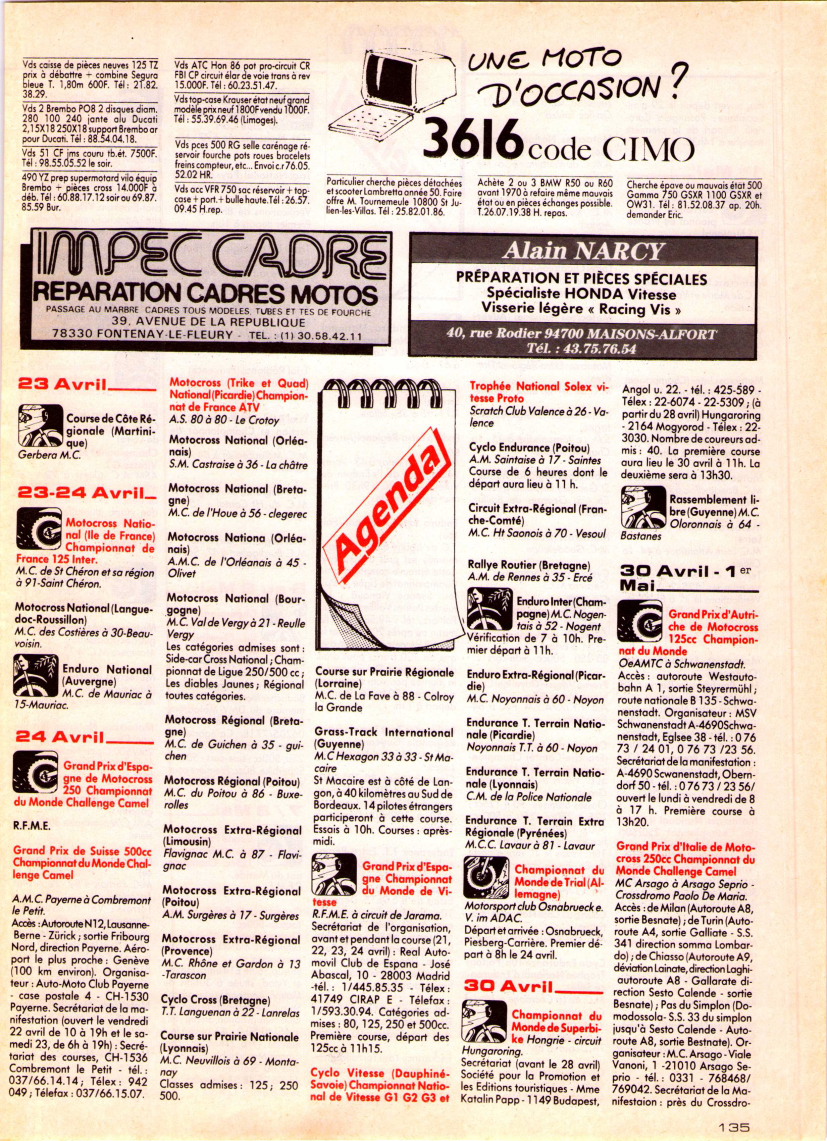 Vds caisse de pièces neuves 125 TZ
prix à débattre + combine Segura
bleue T. 1,80m 600F. Tél : 21.82.
38.29.
Vds 2 Brembo PO8 2 disques diam.
280 100 240 jante alu Ducati
2,15X18 250X18 support Brembo ar
pour Ducati. Tél : 88.54.04.18.
Vds 51 CF jms couru tb.ét. 7500F.
Tél : 98.55.05.52 le soir.
490 YZ prep supermotard vilo équip
Brembo + pièces cross 14.000F à
déb. Tél : 60.88.17.12 soir ou 69.87.
85.59 Bur.
Vds ATC Hon 86 pot pro-circuit CR
FBI CP circuit élar de voie trans à rev
15.000F. Tél : 60.23.51.47.
Vds top-case Krauser état neuf grand
modèle prix neuf 1800F vendu 1000F.
Tél : 55.39.69.46 (Limoges).
Vds pces 500 RG selle carénage ré-
servoir fourche pots roues bracelets
freins compteur, etc... Envoi c.r 76.05.
52.02 HR.
Vds acc VFR 750 sac réservoir + top-
case + port. + bulle haute. Tél : 26.57.
09.45 H.rep.
UNE MOTO
D'OCCASION ?
3616 code CIMO
Particulier cherche pièces détachées
et scooter Lambretta année 50. Faire
offre M. Tournemeule 10800 St Ju-
lien-les-Villas. Tél : 25.82.01.86.
Achète 2 ou 3 BMW R50 ou R60
avant 1970 à refaire même mauvais
état ou en pièces échanges possible.
T.26.07.19.38 H. repas.
Cherche épave ou mauvais état 500
Gamma 750 GSXR 1100 GSXR et
OW31. Tél : 81.52.08.37 ap. 20h.
demander Eric.
IMPEC CADRE
REPARATION CADRES MOTOS
PASSAGE AU MARBRE CADRES TOUS MODELES. TUBES ET TES DE FOURCHE
39, AVENUE DE LA REPUBLIQUE
78330 FONTENAY-LE-FLEURY - TEL. : (1) 30.58.42.11
Alain NARCY
PRÉPARATION ET PIÈCES SPÉCIALES
Spécialiste HONDA Vitesse
Visserie légère « Racing Vis »
40, rue Rodier 94700 MAISONS-ALFORT
Tél. : 43.75.76.54
23 Avril
Course de Côte Ré-
gionale (Martini-
que)
Gerbera M.C.
23-24 Avril
Motocross Natio-
nal (Ile de France)
Championnat de
France 125 Inter.
M.C. de St Chéron et sa région
à 91-Saint Chéron.
Motocross National (Langue-
doc-Roussillon)
M.C. des Costières à 30-Beau-
voisin.
Enduro National
(Auvergne)
M.C. de Mauriac à
15-Mauriac.
24 Avril
Grand Prix d'Espa-
gne de Motocross
250 Championnat
du Monde Challenge Camel
R.F.M.E.
Grand Prix de Suisse 500cc
Championnat du Monde Chal-
lenge Camel
A.M.C. Payerne à Combremont
le Petit.
Accès : Autoroute N12, Lausanne-
Berne - Zürick ; sortie Fribourg
Nord, direction Payerne. Aéro-
port le plus proche : Genève
(100 km environ). Organisa-
teur : Auto-Moto Club Payerne
- case postale 4 - CH-1530
Payerne. Secrétariat de la ma-
nifestation (ouvert le vendredi
22 avril de 10 à 19h et le sa-
medi 23, de 6h à 19h) : Secré-
tariat des courses, CH-1536
Combremont le Petit - tél. :
037/66.14.14 ; Télex : 942
049 ; Télefax : 037/66.15.07.
Motocross (Trike et Quad)
National (Picardie) Champion-
nat de France ATV
A.S. 80 à 80 - Le Crotoy
Motocross National (Orléa-
nais)
S.M. Castraise à 36 - La châtre
Motocross National (Breta-
gne)
M.C. de l'Houe à 56 - clegerec
Motocross Nationa (Orléa-
nais)
A.M.C. de l'Orléanais à 45 -
Olivet
Motocross National (Bour-
gogne)
M.C. Val de Vergy à 21 - Reulle
Vergy
Les catégories admises sont :
Side-car Cross National ; Cham-
pionnat de Ligue 250/500 cc ;
Les diables Jaunes ; Régional
toutes catégories.
Motocross Régional (Breta-
gne)
M.C. de Guichen à 35 - gui-
chen
Motocross Régional (Poitou)
M.C. du Poitou à 86 - Buxe-
rolles
Motocross Extra-Régional
(Limousin)
Flavignac M.C. à 87 - Flavi-
gnac
Motocross Extra-Régional
(Poitou)
A.M. Surgères à 17 - Surgères
Motocross Extra-Régional
(Provence)
M.C. Rhône et Gardon à 13
-Tarascon
Cyclo Cross (Bretagne)
T.T. Languenan à 22 - Lanrelas
Course sur Prairie Nationale
(Lyonnais)
M.C. Neuvillois à 69 - Monta-
nay
Classes admises : 125 ; 250
500.
Agenda
Course sur Prairie Régionale
(Lorraine)
M.C. de La Fave à 88 - Colroy
la Grande
Grass-Track International
(Guyenne)
M.C Hexagon 33 à 33 - St Ma-
caire
St Macaire est à côté de Lan-
gon, à 40 kilomètres au Sud de
Bordeaux. 14 pilotes étrangers
participeront à cette course.
Essais à 10h. Courses : après-
midi.
Grand Prix d'Espa-
gne Championnat
du Monde de Vi-
tesse
R.F.M.E. à circuit de Jarama.
Secrétariat de l'organisation,
avant et pendant la course (21,
22, 23, 24 avril) : Real Auto-
movil Club de Espana - José
Abascal, 10 - 28003 Madrid
-tél. : 1/445.85.35 - Télex :
41749 CIRAP E - Télefax :
1/593.30.94. Catégories ad-
mises : 80, 125, 250 et 500cc.
Première course, départ des
125cc à 11h15.
Cyclo Vitesse (Dauphiné-
Savoie) Championnat Natio-
nal de Vitesse G1 G2 G3 et
Trophée National Solex vi-
tesse Proto
Scratch Club Valence à 26 - Va-
lence
Cyclo Endurance (Poitou)
A.M. Saintaise à 17 - Saintes
Course de 6 heures dont le
départ aura lieu à 11 h.
Circuit Extra-Régional (Fran-
che-Comté)
M.C. Ht Saonois à 70 - Vesoul
Rallye Routier (Bretagne)
A.M. de Rennes à 35 - Ercé
Enduro Inter (Cham-
pagne) M.C. Nogen-
tais à 52 - Nogent
Vérification de 7 à 10h. Pre-
mier départ à 11h.
Enduro Extra-Régional (Picar-
die)
M.C. Noyonnais à 60 - Noyon
Endurance T. Terrain Natio-
nale (Picardie)
Noyonnais T.T. à 60 - Noyon
Endurance T. Terrain Natio-
nale (Lyonnais)
C.M. de la Police Nationale
Endurance T. Terrain Extra
Régionale (Pyrénées)
M.C.C. Lavaur à 81 - Lavaur
Championnat du
Monde de Trial (Al-
lemagne)
Motorsport club Osnabrueck e.
V. im ADAC.
Départ et arrivée : Osnabrueck,
Piesberg-Carrière. Premier dé-
part à 8h le 24 avril.
30 Avril
Championnat du
Monde de Superbi-
ke Hongrie - circuit
Hungaroring.
Secrétariat (avant le 28 avril)
Société pour la Promotion et
les Editions touristiques - Mme
Katalin Papp - 1149 Budapest,
Angol u. 22. - tél. : 425-589 -
Télex : 22-6074 - 22-5309 ; (à
partir du 28 avril) Hungaroring
- 2164 Mogyorod - Télex : 22-
3030. Nombre de coureurs ad-
mis : 40. La première course
aura lieu le 30 avril à 11h. La
deuxième sera à 13h30.
Rassemblement li-
bre (Guyenne) M.C.
Oloronnais à 64 -
Bastanes
30 Avril - 1er
Mai
Grand Prix d'Autri-
che de Motocross
125cc Champion-
nat du Monde
OeAMTC à Schwanenstadt.
Accès : autoroute Westauto-
bahn A 1, sortie Steyrermühl ;
route nationale B 135 - Schwa-
nenstadt. Organisateur : MSV
Schwanenstadt A-4690Schwa-
nenstadt, Eglsee 38 - tél. : 0 76
73 / 24 01, 0 76 73 /23 56.
Secrétariat de la manifestation :
A-4690 Scwanenstadt, Obern-
dorf 50 - tél. : 0 76 73 / 23 56/
ouvert le lundi à vendredi de 8
à 17 h. Première course à
13h20.
Grand Prix d'Italie de Moto-
cross 250cc Championnat du
Monde Challenge Camel
MC Arsago à Arsago Seprio -
Crossdromo Paolo De Maria.
Accès : de Milan (Autoroute A8,
sortie Besnate) ; de Turin (Auto-
route A4, sortie Galliate - S.S.
341 direction somma Lombar-
do) ; de Chiasso (Autoroute A9,
déviation Lainate, direction Laghi-
autoroute A8 - Gallarate di-
rection Sesto Calende - sortie
Besnate) ; Pas du Simplon (Do-
modossola- S.S. 33 du simplon
jusqu'à Sesto Calende - Auto-
route A8, sortie Bestnate). Or-
ganisateur : M.C. Arsago - Viale
Vanoni, 1 -21010 Arsago Se-
prio - tél. : 0331 - 768468/
769042. Secrétariat de la Ma-
nifestaion : près du Crossdro-
135